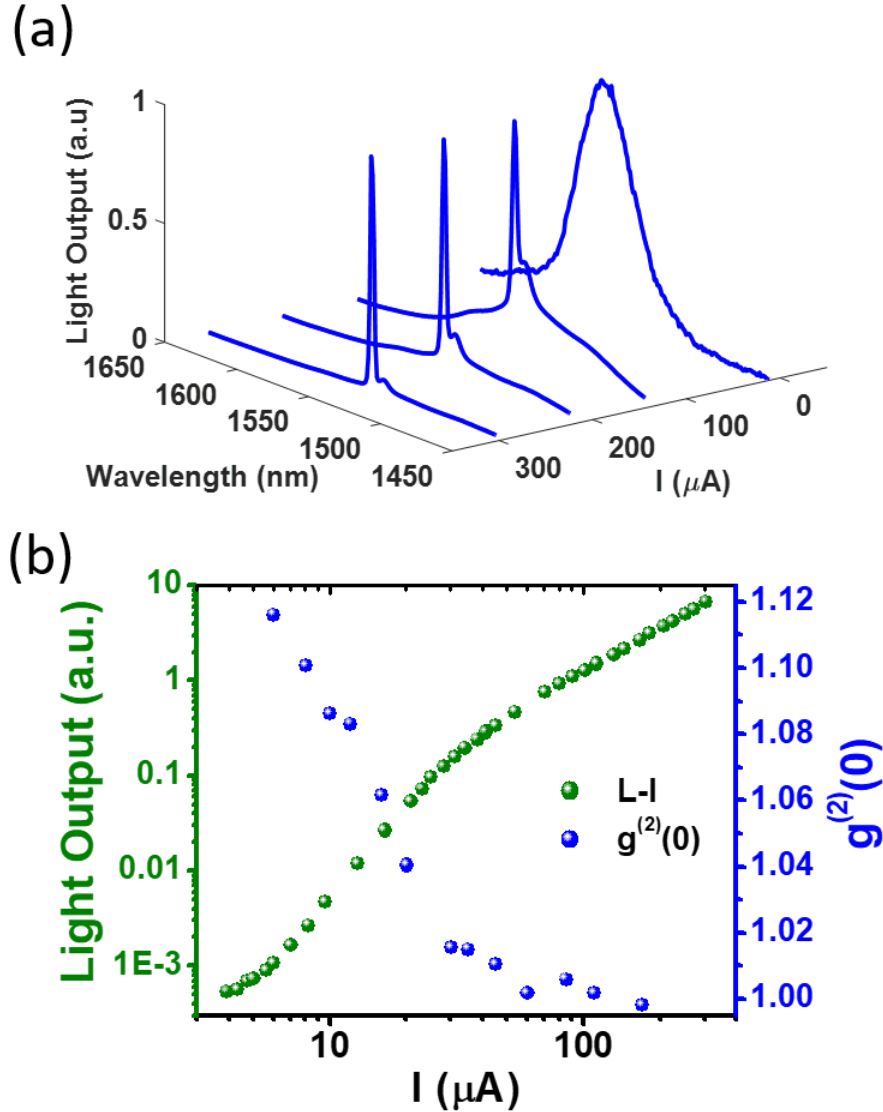 (a)
Light Output (a.u)
1
0.5
0
1650
1600
1550
1500
1450
Wavelength (nm)
300
200
100
0
I (μA)
(b)
Light Output (a.u.)
10
1
0.1
0.01
1E-3
L-I
g(2)(0)
1.12
1.10
1.08
1.06
1.04
1.02
1.00
g(2)(0)
10
100
I (μA)